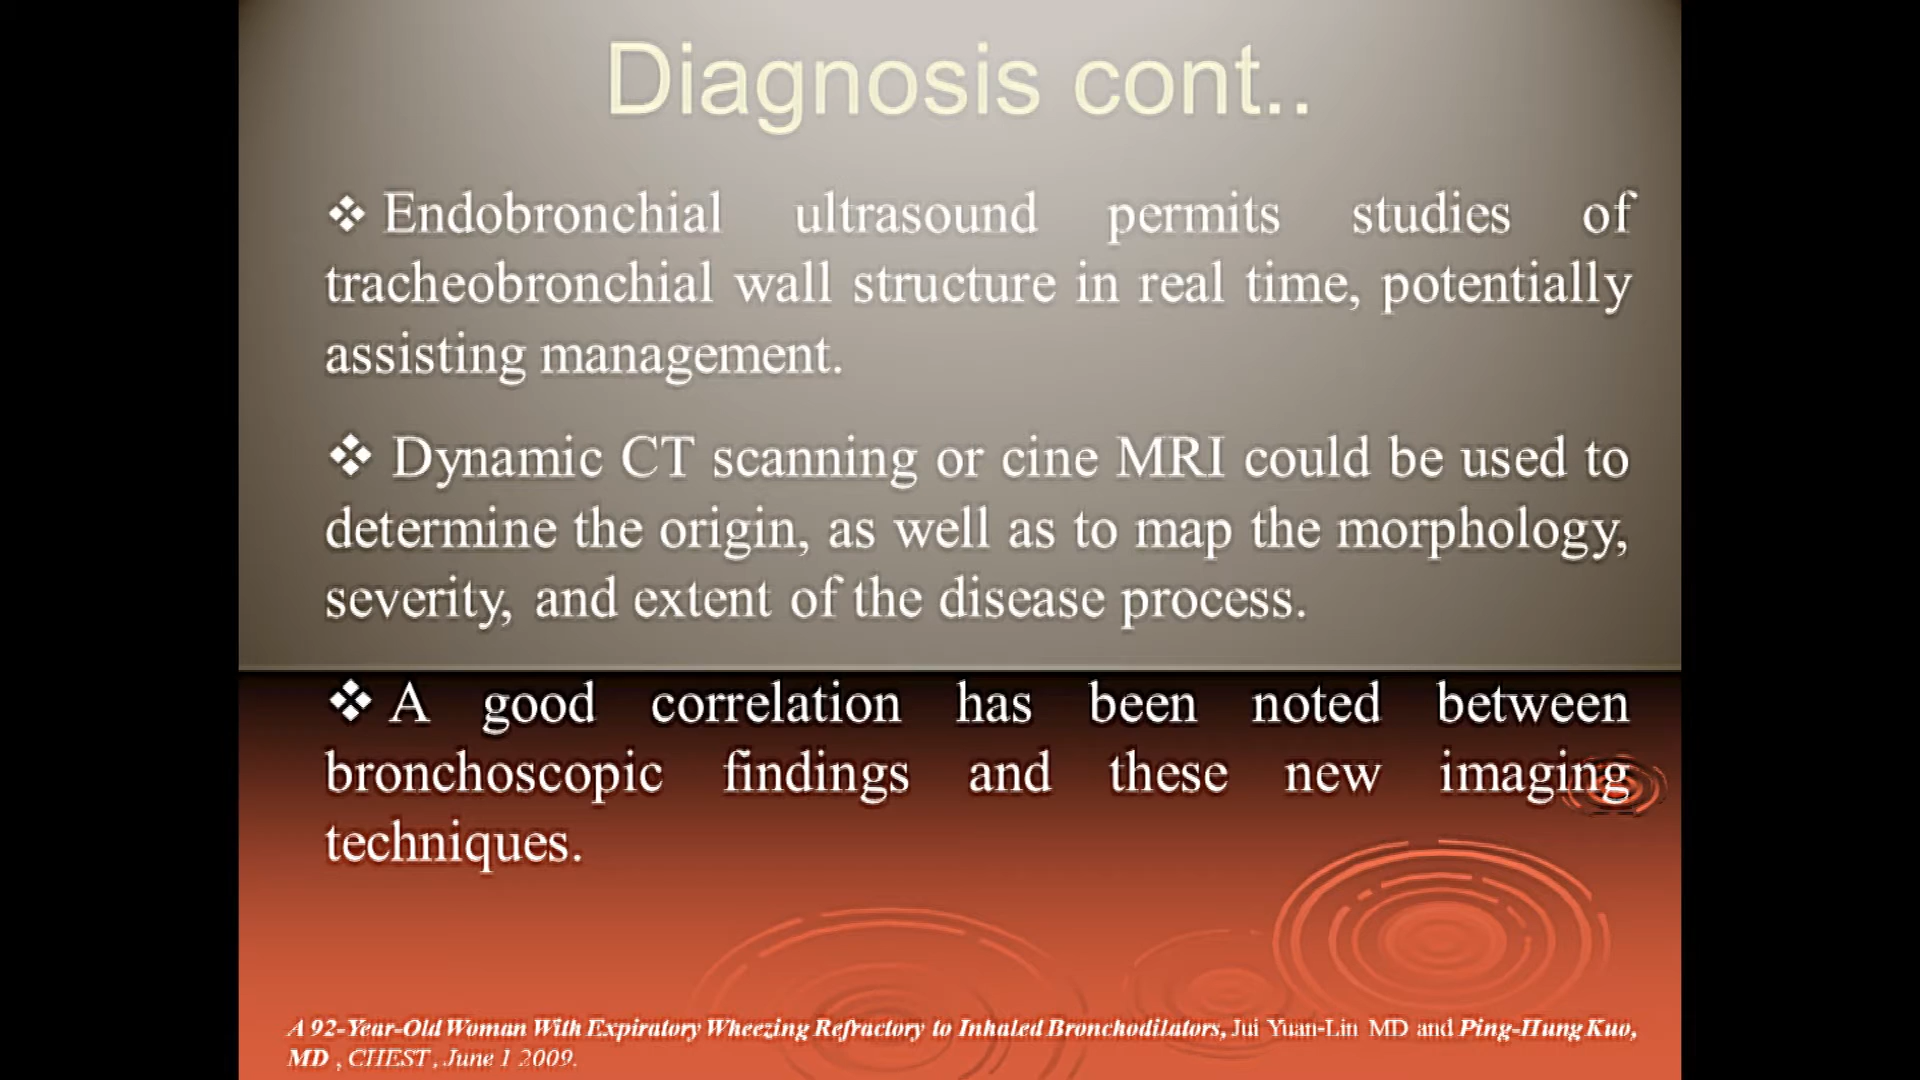 Diagnosis cont..
❖ Endobronchial ultrasound permits studies of
tracheobronchial wall structure in real time, potentially
assisting management.
❖ Dynamic CT scanning or cine MRI could be used to
determine the origin, as well as to map the morphology,
severity, and extent of the disease process.
❖ A good correlation has been noted between
bronchoscopic findings and these new imaging
techniques.
A 92-Year-Old Woman With Expiratory Wheezing Refractory to Inhaled Bronchodilators, Jui Yuan-Lin MD and Ping-Hung Kuo,
MD , CHEST , June 1 2009.